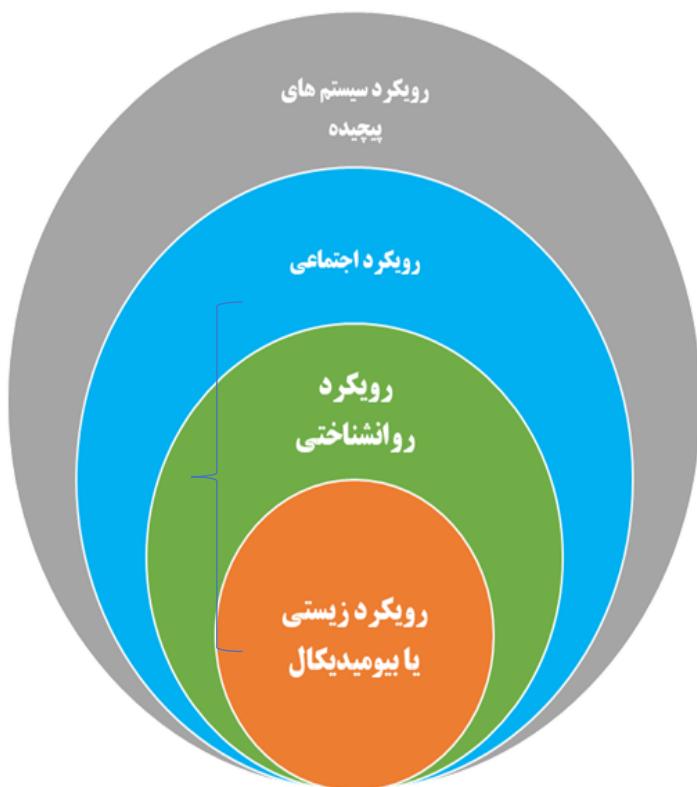 رویکرد سیستم های
پیچیده
رویکرد اجتماعی
رویکرد
روانشناختی
رویکرد زیستی
یا بیومیدیکال